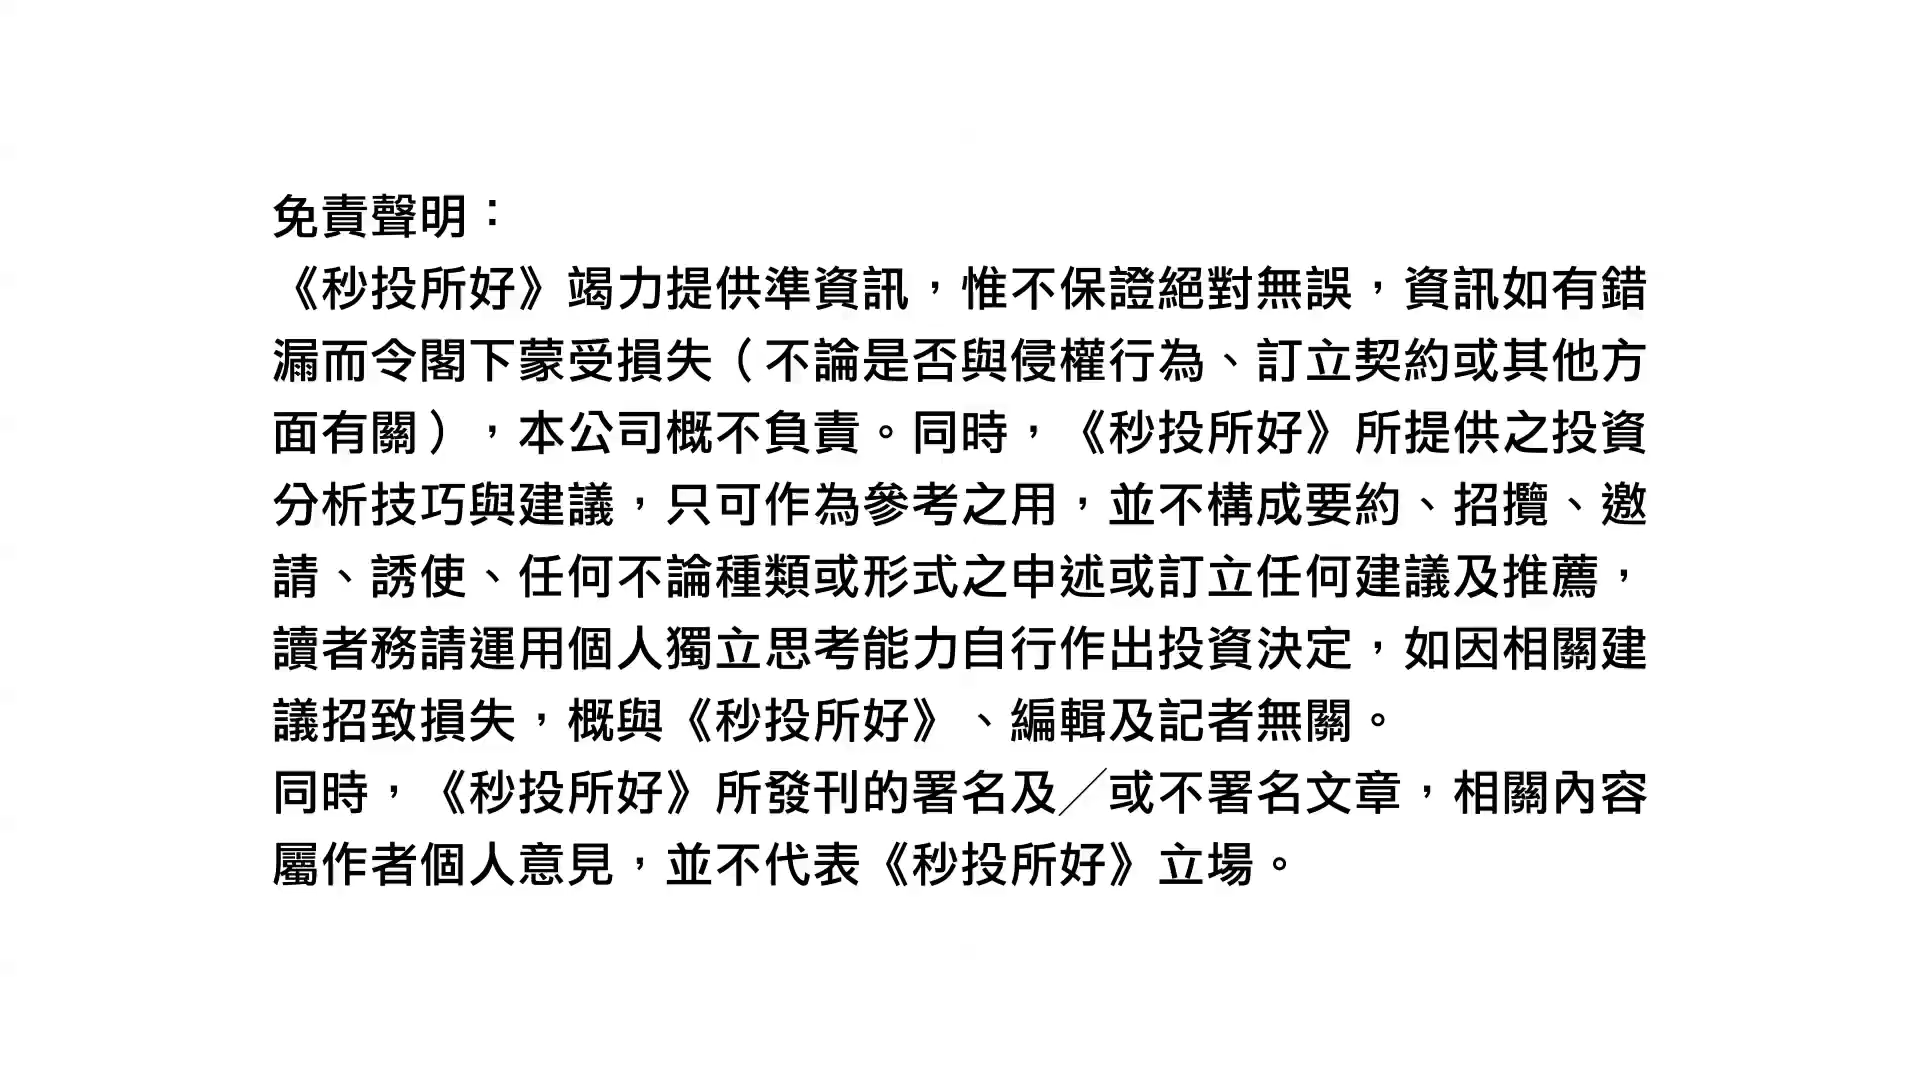 免責聲明：
《秒投所好》竭力提供準資訊，惟不保證絕對無誤，資訊如有錯
漏而令閣下蒙受損失（不論是否與侵權行為、訂立契約或其他方
面有關），本公司概不負責。同時，《秒投所好》所提供之投資
分析技巧與建議，只可作為參考之用，並不構成要約、招攬、邀
請、誘使、任何不論種類或形式之申述或訂立任何建議及推薦，
讀者務請運用個人獨立思考能力自行作出投資決定，如因相關建
議招致損失，概與《秒投所好》、編輯及記者無關。
同時，《秒投所好》所發刊的署名及／或不署名文章，相關內容
屬作者個人意見，並不代表《秒投所好》立場。